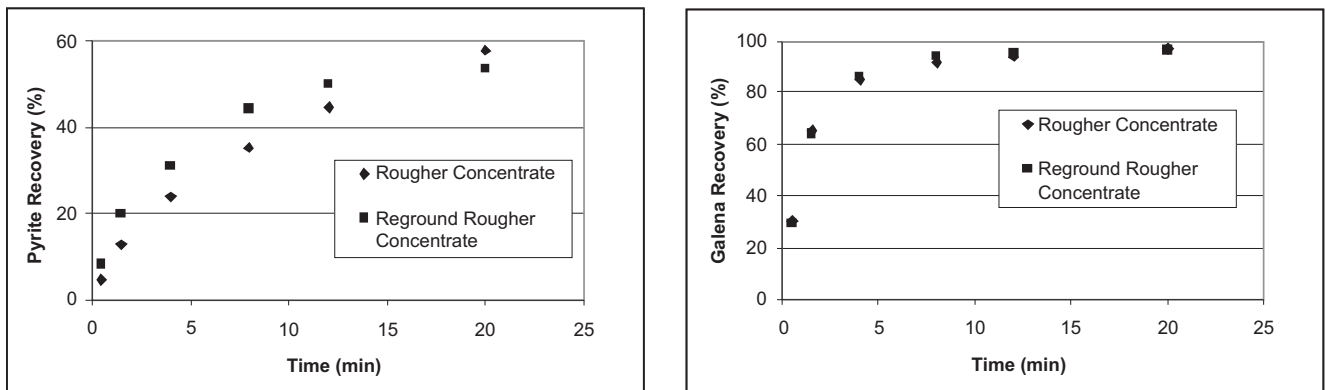 60
40
20
0
Pyrite Recovery (%)
Rougher Concentrate
Reground Rougher
Concentrate
0 5 10 15 20 25
Time (min)
100
80
60
40
20
0
Galena Recovery (%)
Rougher Concentrate
Reground Rougher
Concentrate
0 5 10 15 20 25
Time (min)